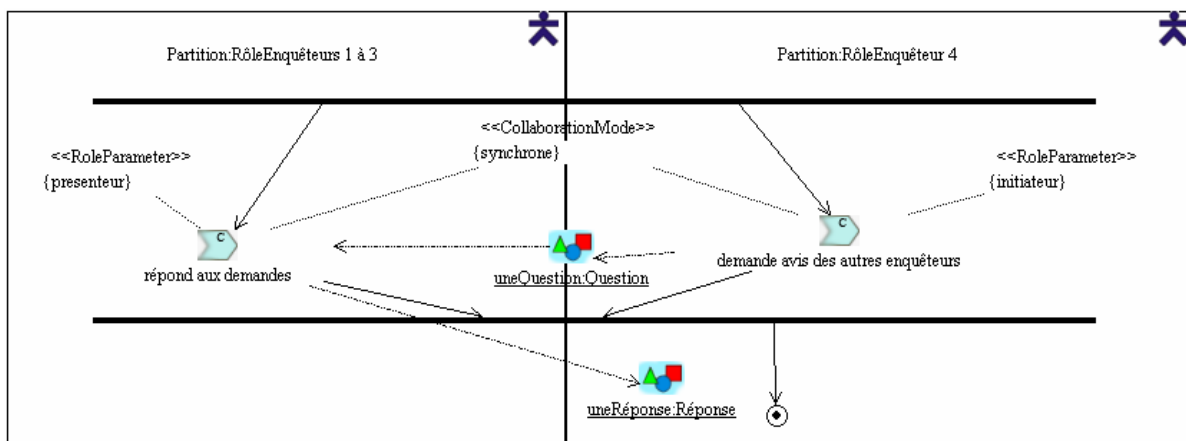 Partition:RôleEnquêteurs 1 à 3
Partition:RôleEnquêteur 4
<<CollaborationMode>>
{synchrone}
<<RoleParameter>>
{presenteur}
<<RoleParameter>>
{initiateur}
C
C
répond aux demandes
demande avis des autres enquêteurs
uneQuestion:Question
uneRéponse:Réponse